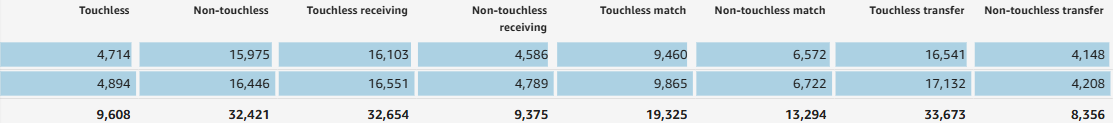 Touchless Non-touchless Touchless receiving Non-touchless receiving Touchless match Non-touchless match Touchless transfer Non-touchless transfer
4,714 15,975 16,103 4,586 9,460 6,572 16,541 4,148
4,894 16,446 16,551 4,789 9,865 6,722 17,132 4,208
9,608 32,421 32,654 9,375 19,325 13,294 33,673 8,356